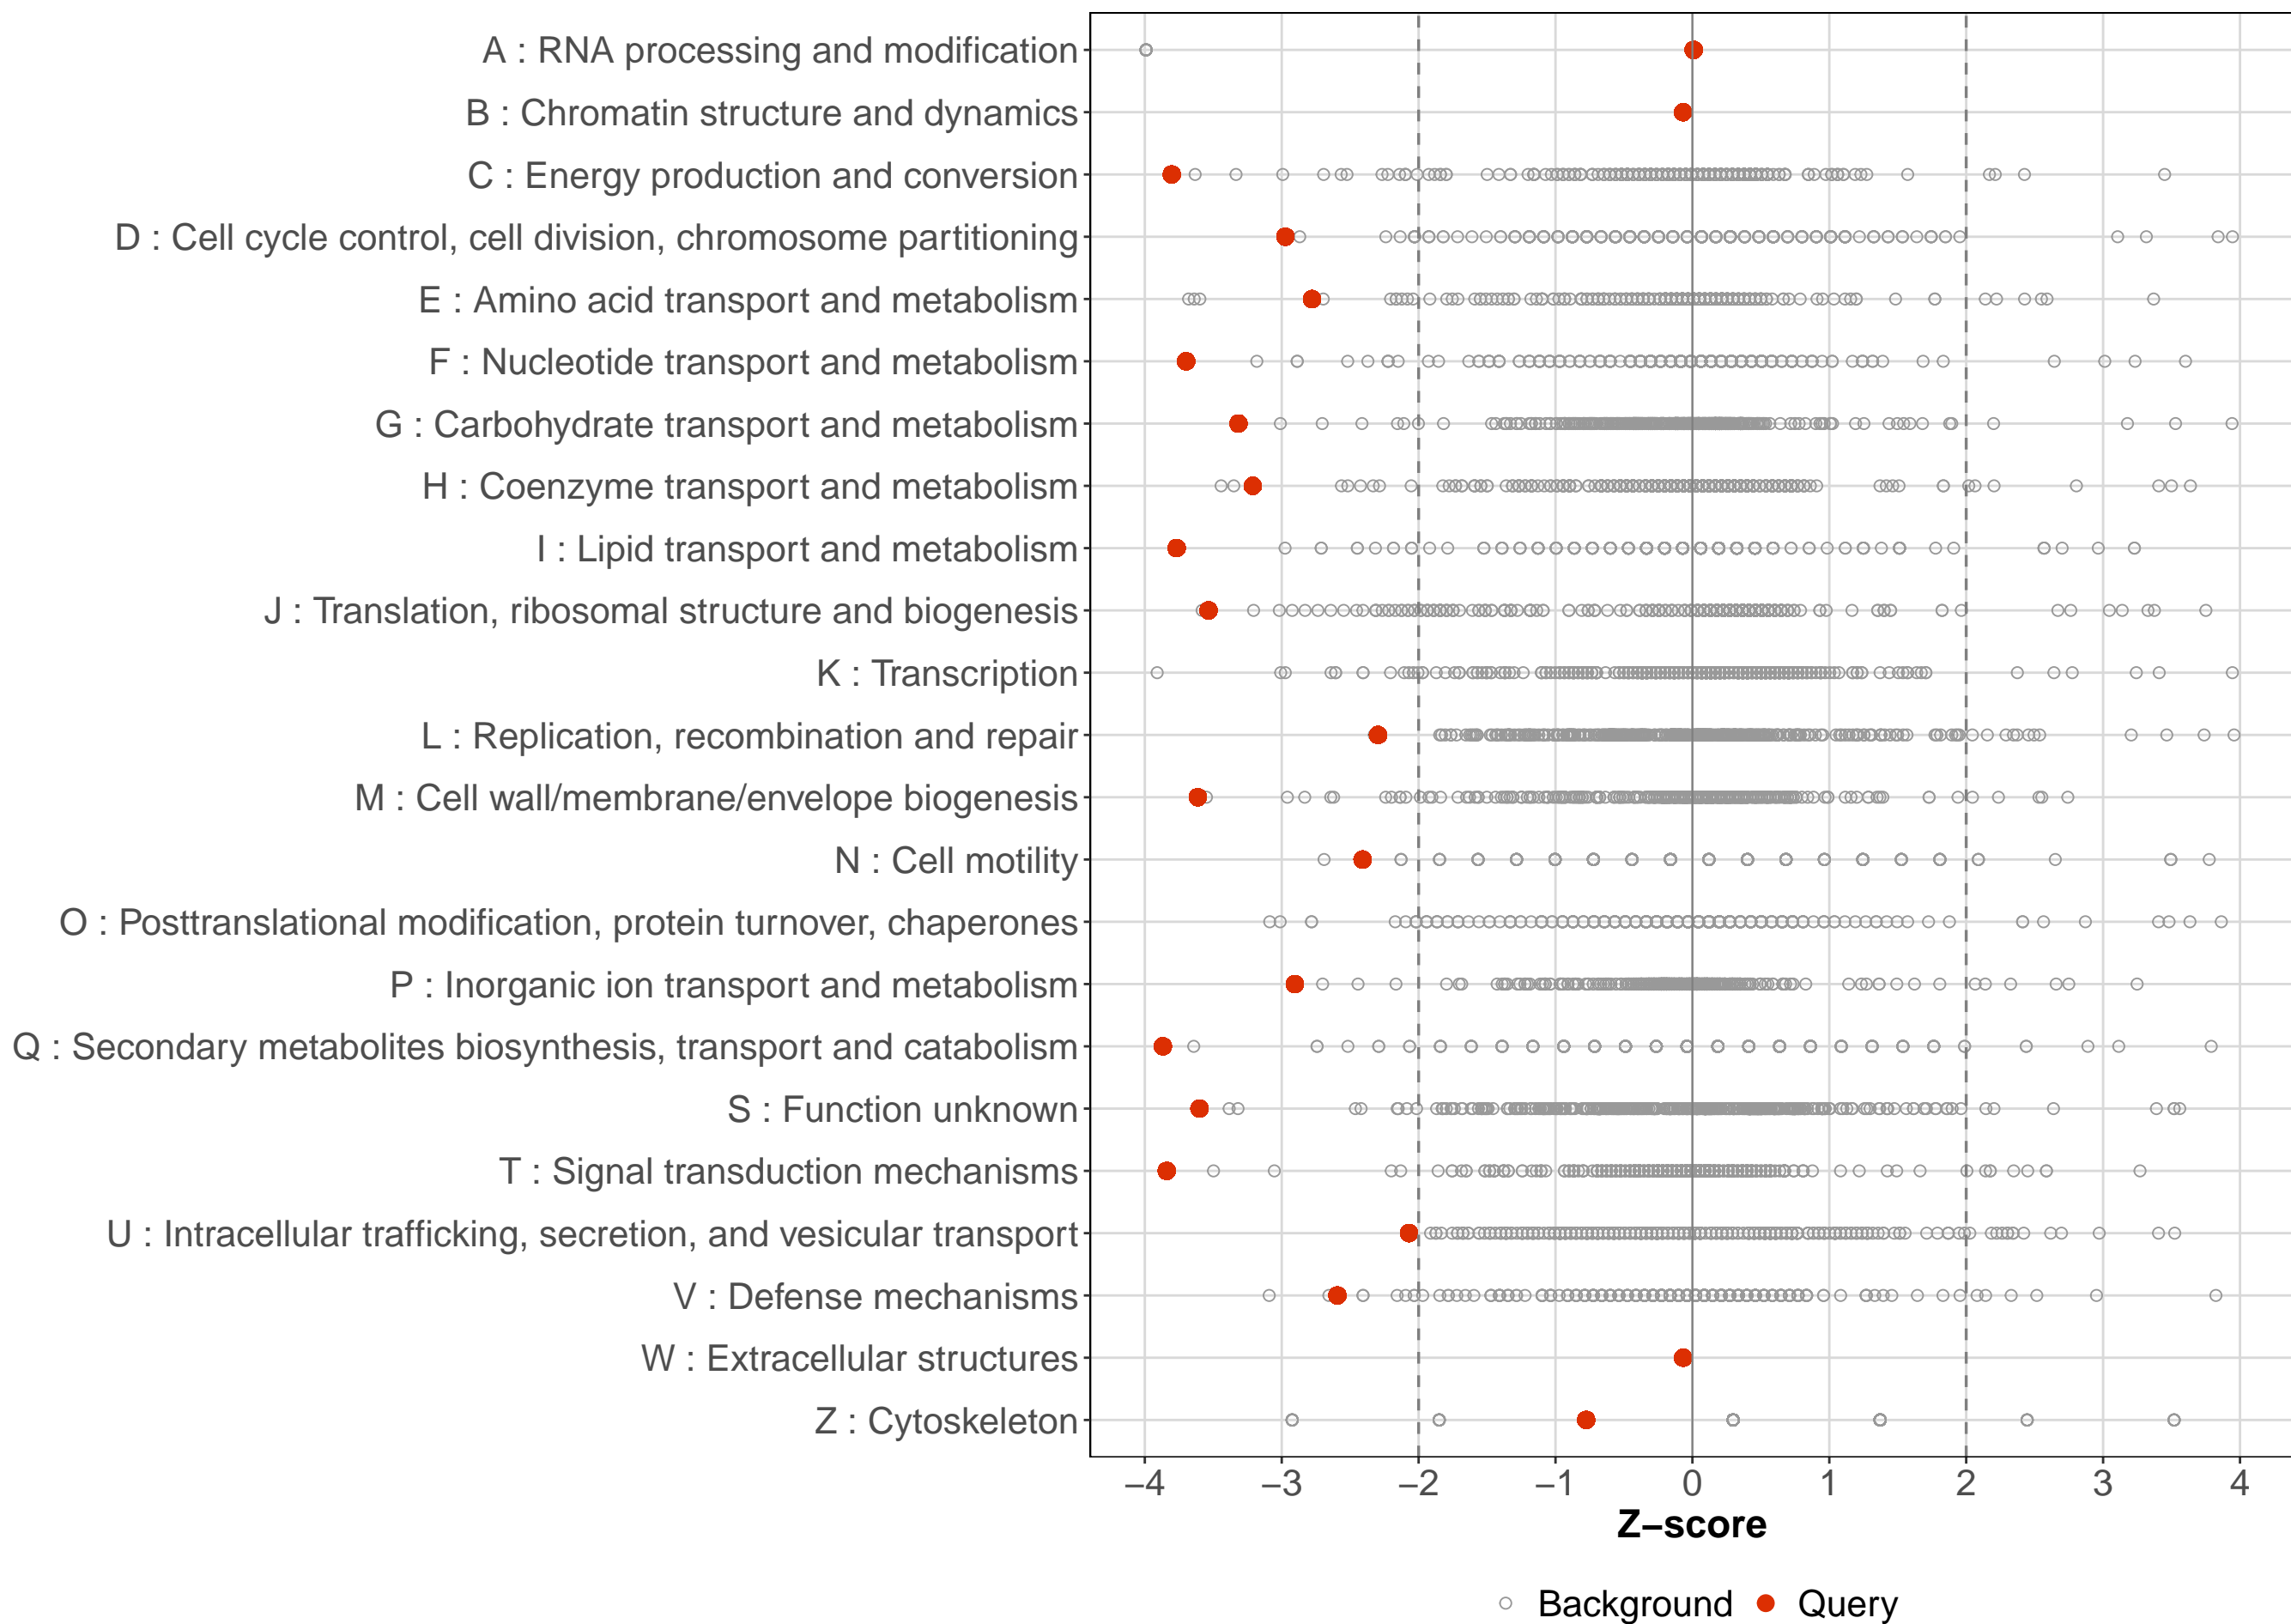 A : RNA processing and modification
B : Chromatin structure and dynamics
C : Energy production and conversion
D : Cell cycle control, cell division, chromosome partitioning
E : Amino acid transport and metabolism
F : Nucleotide transport and metabolism
G : Carbohydrate transport and metabolism
H : Coenzyme transport and metabolism
I : Lipid transport and metabolism
J : Translation, ribosomal structure and biogenesis
K : Transcription
L : Replication, recombination and repair
M : Cell wall/membrane/envelope biogenesis
N : Cell motility
O : Posttranslational modification, protein turnover, chaperones
P : Inorganic ion transport and metabolism
Q : Secondary metabolites biosynthesis, transport and catabolism
S : Function unknown
T : Signal transduction mechanisms
U : Intracellular trafficking, secretion, and vesicular transport
V : Defense mechanisms
W : Extracellular structures
Z : Cytoskeleton
−4 −3 −2 −1 0 1 2 3 4
Z−score
Background Query